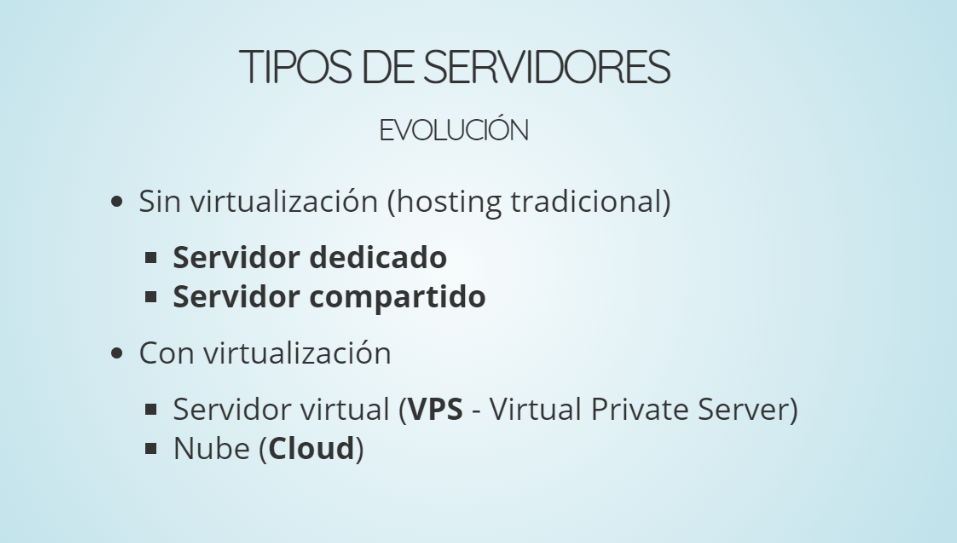 TIPOS DE SERVIDORES
EVOLUCIÓN
• Sin virtualización (hosting tradicional)
▪ Servidor dedicado
▪ Servidor compartido
• Con virtualización
▪ Servidor virtual (VPS - Virtual Private Server)
▪ Nube (Cloud)